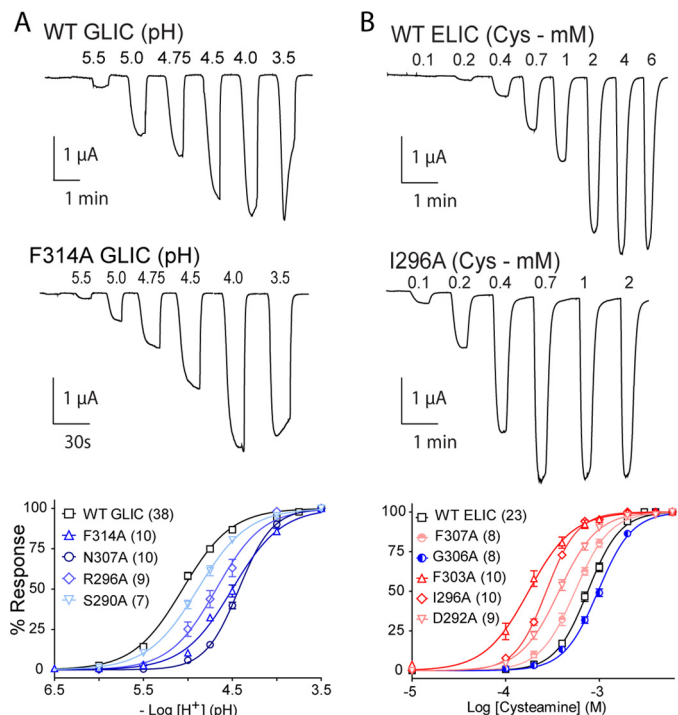 A
WT GLIC (pH)
5.5 5.0 4.75 4.5 4.0 3.5
1 µA
1 min
F314A GLIC (pH)
5.5 5.0 4.75 4.5 4.0 3.5
1 µA
30s
100
75
50
25
0
% Response
WT GLIC (38)
F314A (10)
N307A (10)
R296A (9)
S290A (7)
6.5 5.5 4.5 3.5
- Log [H+] (pH)
B
WT ELIC (Cys - mM)
0.1 0.2 0.4 0.7 1 2 4 6
1 µA
1 min
I296A (Cys - mM)
0.1 0.2 0.4 0.7 1 2
1 µA
1 min
100
75
50
25
0
WT ELIC (23)
F307A (8)
G306A (8)
F303A (10)
I296A (10)
D292A (9)
-5 -4 -3
Log [Cysteamine] (M)